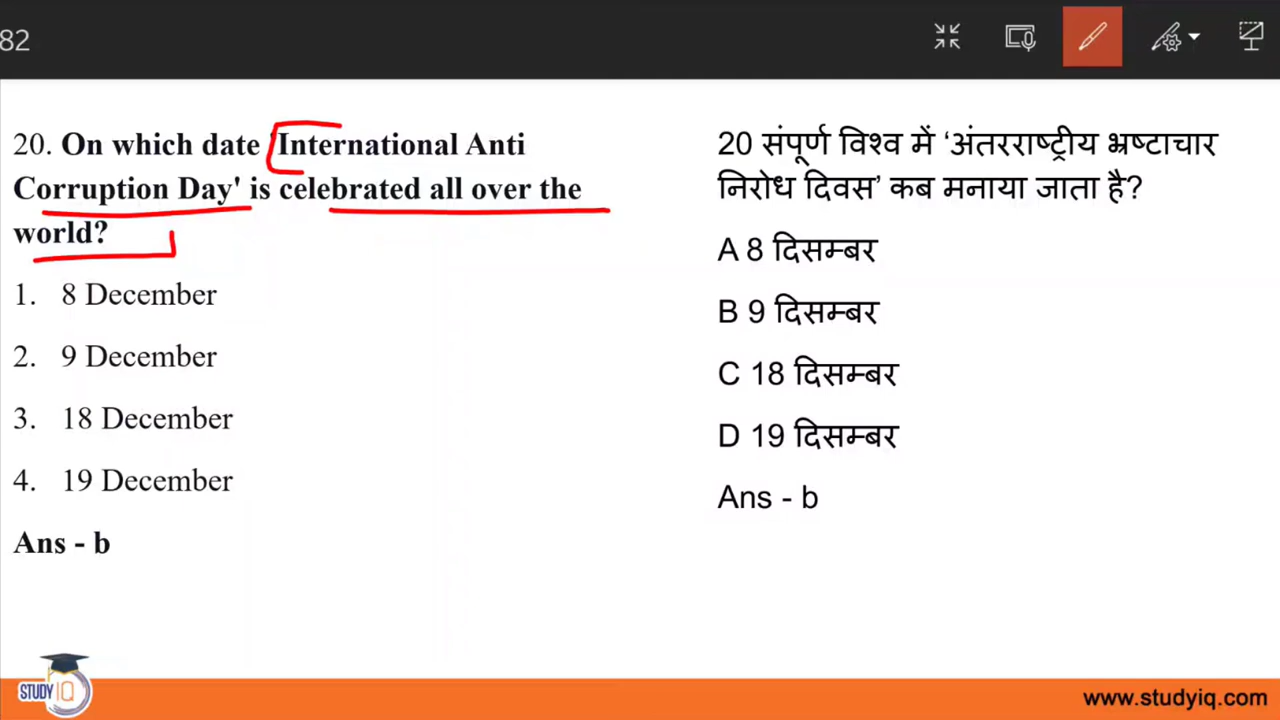 82
20. On which date 'International Anti
Corruption Day' is celebrated all over the
world?
1. 8 December
2. 9 December
3. 18 December
4. 19 December
Ans - b
20 संपूर्ण विश्व में ‘अंतरराष्ट्रीय भ्रष्टाचार
निरोध दिवस’ कब मनाया जाता है?
A 8 दिसम्बर
B 9 दिसम्बर
C 18 दिसम्बर
D 19 दिसम्बर
Ans - b
STUDY IQ
www.studyiq.com